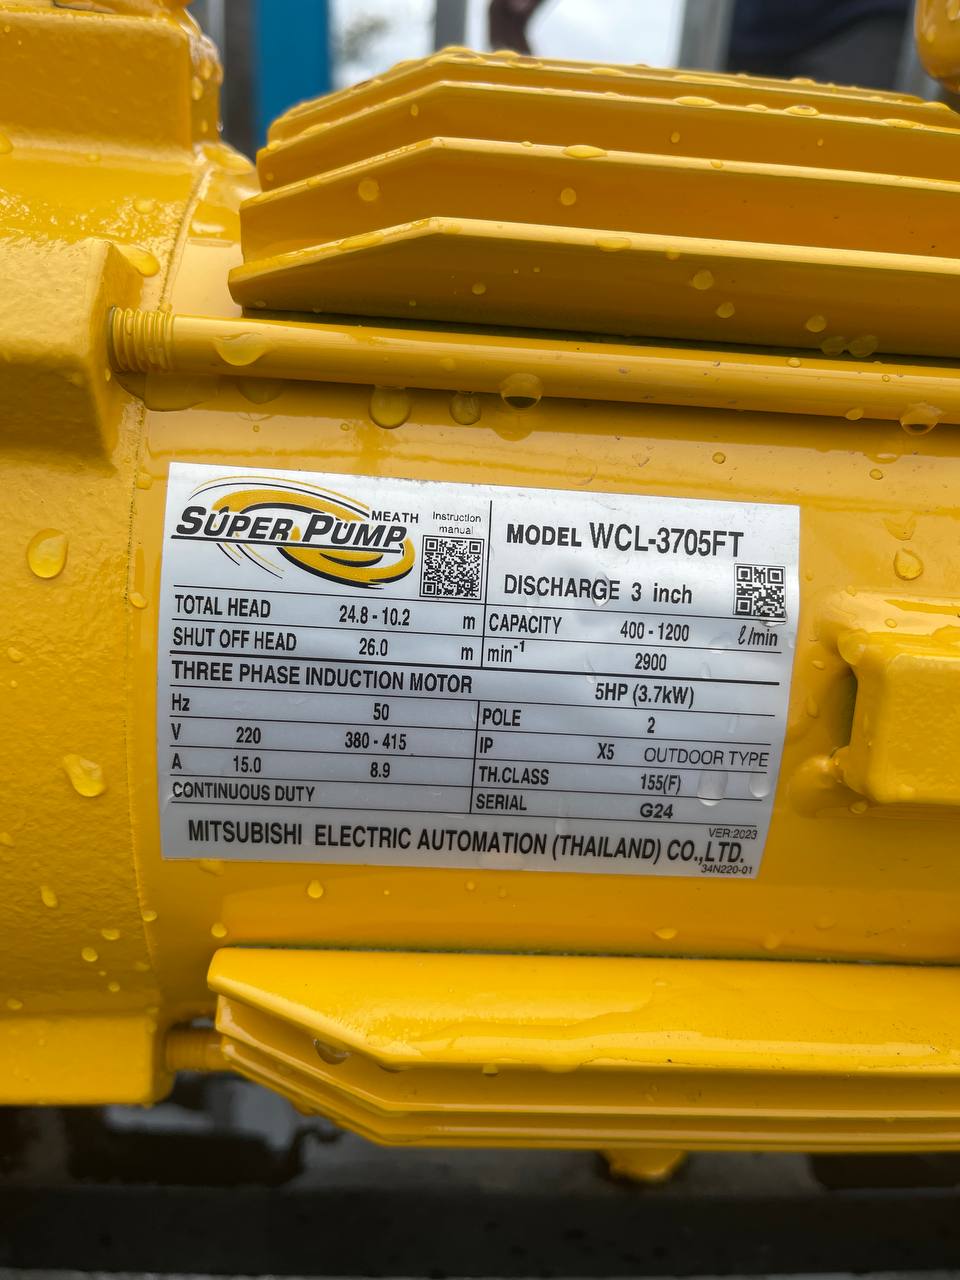 SUPER PUMP
MEATH
Instruction
manual
MODEL WCL-3705FT
DISCHARGE 3 inch
TOTAL HEAD 24.8 - 10.2 m
CAPACITY 400 - 1200 ℓ/min
SHUT OFF HEAD 26.0 m
min⁻¹ 2900
THREE PHASE INDUCTION MOTOR 5HP (3.7kW)
Hz 50
POLE 2
V 220 380 - 415
IP X5 OUTDOOR TYPE
A 15.0 8.9
TH.CLASS 155(F)
CONTINUOUS DUTY
SERIAL G24
VER:2023
MITSUBISHI ELECTRIC AUTOMATION (THAILAND) CO.,LTD.
34N220-01